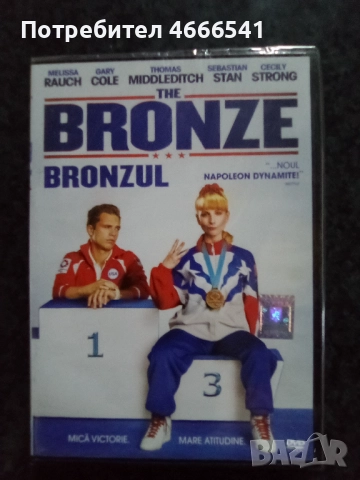 Потребител 4666541
MELISSA RAUCH GARY COLE THOMAS MIDDLEDITCH SEBASTIAN STAN CECILY STRONG
THE
BRONZE
BRONZUL
"...NOUL
NAPOLEON DYNAMITE!"
1
3
MICĂ VICTORIE. MARE ATITUDINE.
DVD
BAZAR